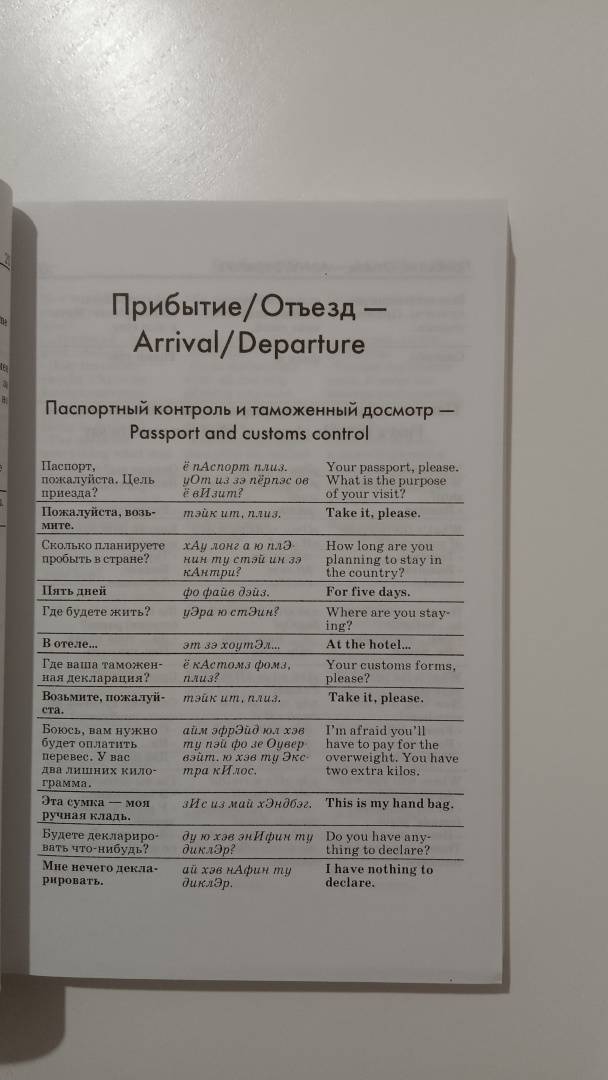 Прибытие/Отъезд —
Arrival/Departure
Паспортный контроль и таможенный досмотр —
Passport and customs control
Паспорт,
пожалуйста. Цель
приезда?
ё пАспорт плиз.
уОт из зэ пёрпэс ов
ё вИзит?
Your passport, please.
What is the purpose
of your visit?
Пожалуйста, возь-
мите.
тэйк ит, плиз.
Take it, please.
Сколько планируете
пробыть в стране?
хАу лонг а ю плЭ-
нин ту стэй ин зэ
кАнтри?
How long are you
planning to stay in
the country?
Пять дней
фо файв дэйз.
For five days.
Где будете жить?
уЭра ю стЭин?
Where are you stay-
ing?
В отеле...
эт зэ хоутЭл...
At the hotel...
Где ваша таможен-
ная декларация?
ё кАстомз фомз,
плиз?
Your customs forms,
please?
Возьмите, пожалуй-
ста.
тэйк ит, плиз.
Take it, please.
Боюсь, вам нужно
будет оплатить
перевес. У вас
два лишних кило-
грамма.
айм эфрЭйд юл хэв
ту пэй фо зе Оувер-
вэйт. ю хэв ту Экс-
тра кИлос.
I'm afraid you'll
have to pay for the
overweight. You have
two extra kilos.
Эта сумка — моя
ручная кладь.
зИс из май хЭндбэг.
This is my hand bag.
Будете деклариро-
вать что-нибудь?
ду ю хэв энИфин ту
диклЭр?
Do you have any-
thing to declare?
Мне нечего декла-
рировать.
ай хэв нАфин ту
диклЭр.
I have nothing to
declare.